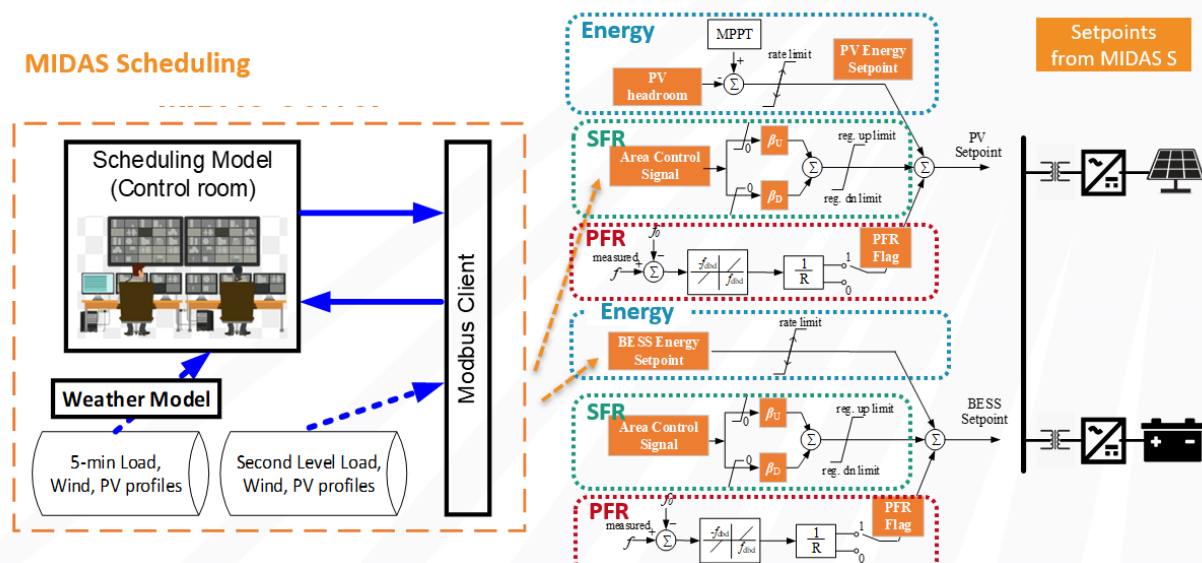 MIDAS Scheduling
Scheduling Model
(Control room)
Weather Model
5-min Load,
Wind, PV profiles
Second Level Load,
Wind, PV profiles
Modbus Client
Energy
MPPT
+
-
Σ
PV
headroom
rate limit
PV Energy
Setpoint
SFR
Area Control
Signal
0
βU
0
βD
Σ
reg. up limit
reg. dn limit
Σ
PV
Setpoint
PFR
f0
measured
f
+
−
Σ
-fdbd
fdbd
1
R
1
0
PFR
Flag
Energy
BESS Energy
Setpoint
rate limit
SFR
Area Control
Signal
0
βU
0
βD
Σ
reg. up limit
reg. dn limit
Σ
BESS
Setpoint
PFR
f0
measured
f
+
−
Σ
-fdbd
fdbd
1
R
1
0
PFR
Flag
Setpoints
from MIDAS S